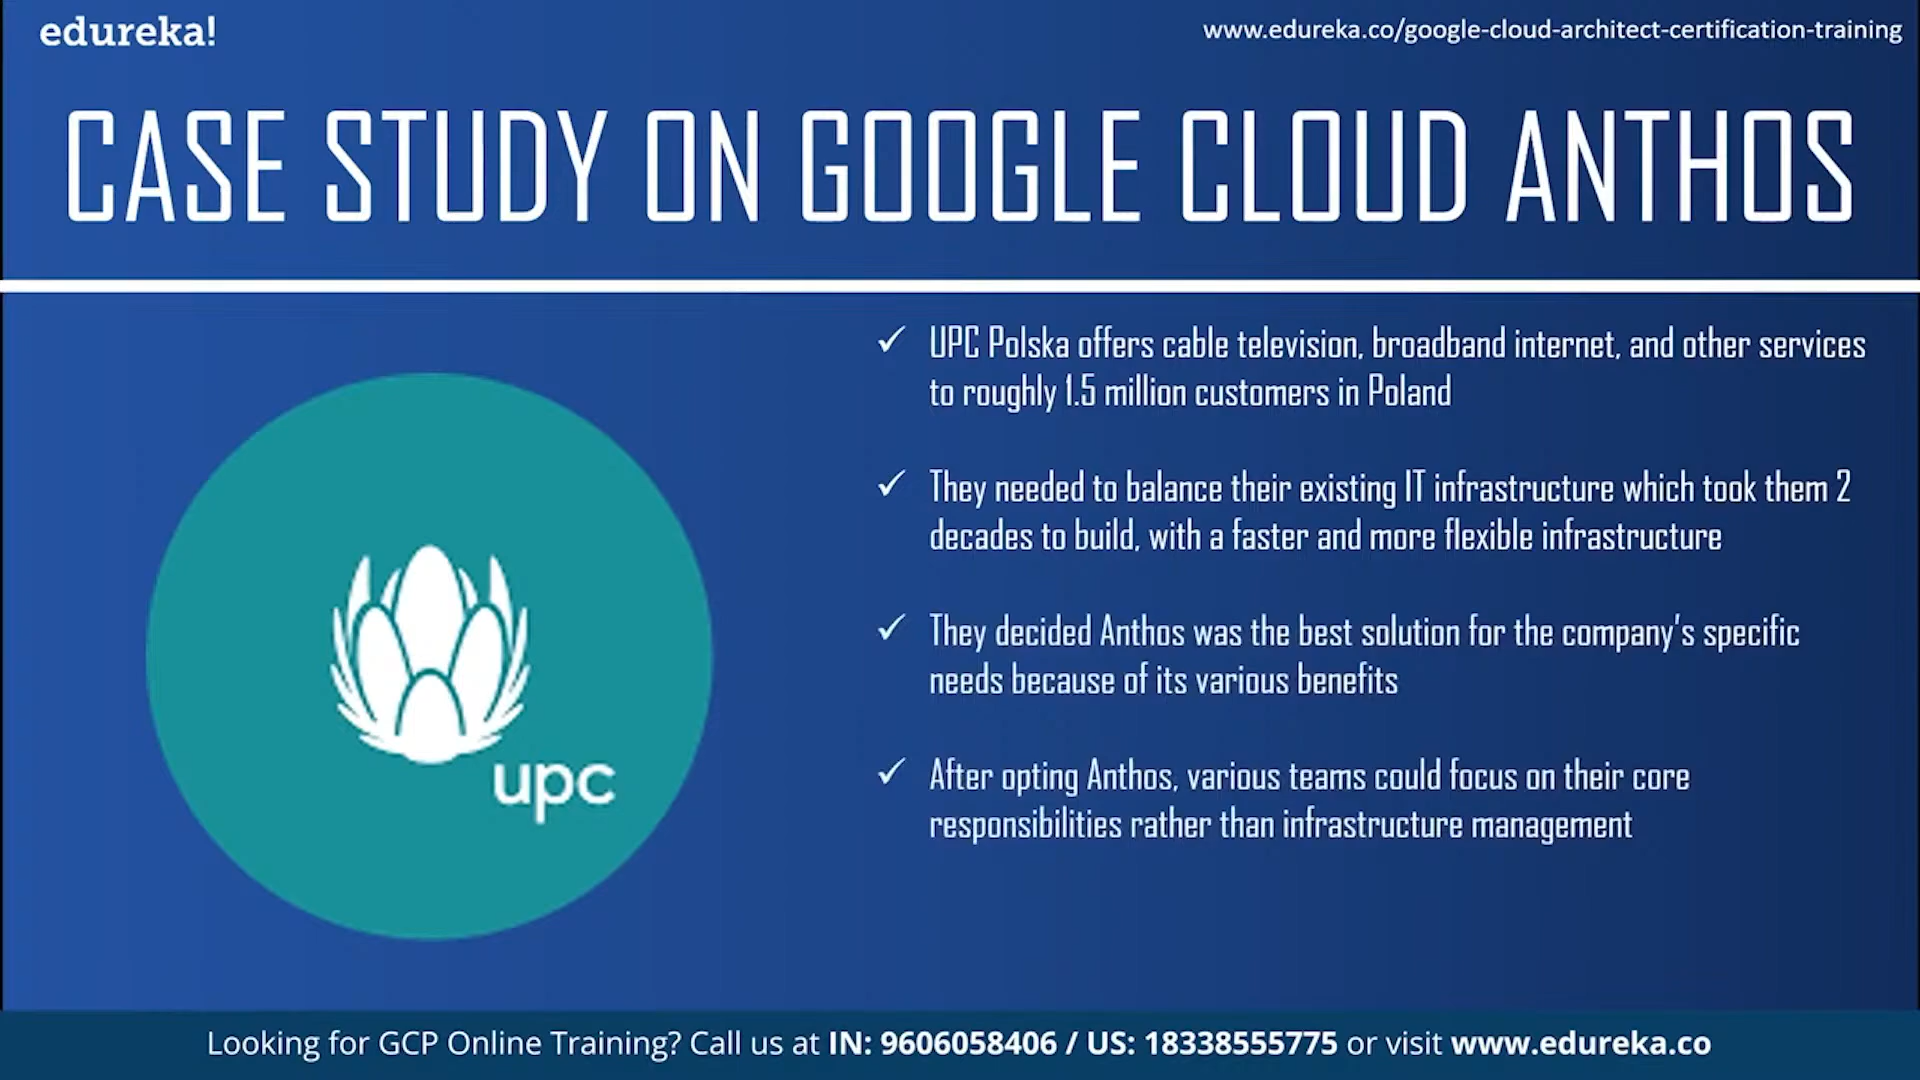 edureka!
www.edureka.co/google-cloud-architect-certification-training
CASE STUDY ON GOOGLE CLOUD ANTHOS
UPC Polska offers cable television, broadband internet, and other services
to roughly 1.5 million customers in Poland
They needed to balance their existing IT infrastructure which took them 2
decades to build, with a faster and more flexible infrastructure
They decided Anthos was the best solution for the company's specific
needs because of its various benefits
After opting Anthos, various teams could focus on their core
responsibilities rather than infrastructure management
upc
Looking for GCP Online Training? Call us at IN: 9606058406 / US: 18338555775 or visit www.edureka.co